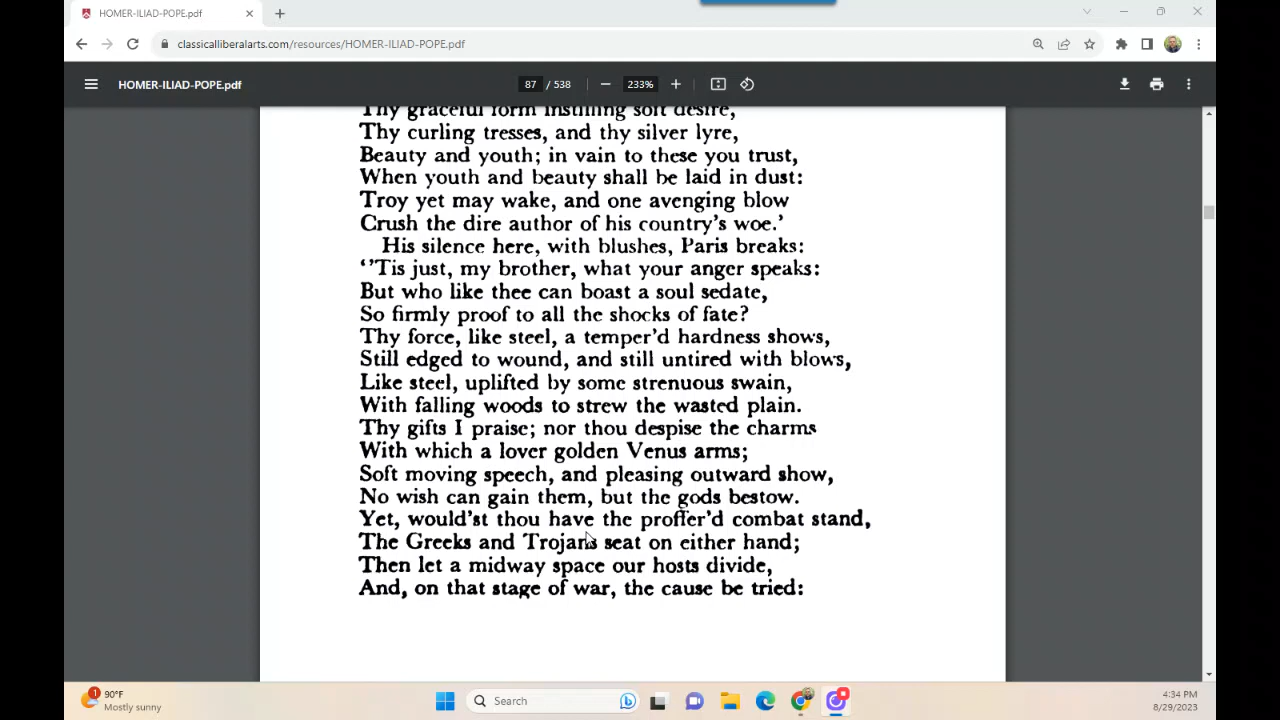 HOMER-ILIAD-POPE.pdf
classicalliberalarts.com/resources/HOMER-ILIAD-POPE.pdf
HOMER-ILIAD-POPE.pdf
87 / 538
233%
Thy graceful form instilling soft desire,
Thy curling tresses, and thy silver lyre,
Beauty and youth; in vain to these you trust,
When youth and beauty shall be laid in dust:
Troy yet may wake, and one avenging blow
Crush the dire author of his country's woe.'
His silence here, with blushes, Paris breaks:
‘’Tis just, my brother, what your anger speaks:
But who like thee can boast a soul sedate,
So firmly proof to all the shocks of fate?
Thy force, like steel, a temper'd hardness shows,
Still edged to wound, and still untired with blows,
Like steel, uplifted by some strenuous swain,
With falling woods to strew the wasted plain.
Thy gifts I praise; nor thou despise the charms
With which a lover golden Venus arms;
Soft moving speech, and pleasing outward show,
No wish can gain them, but the gods bestow.
Yet, would'st thou have the proffer'd combat stand,
The Greeks and Trojans seat on either hand;
Then let a midway space our hosts divide,
And, on that stage of war, the cause be tried:
1
90°F
Mostly sunny
Search
4:34 PM
8/29/2023